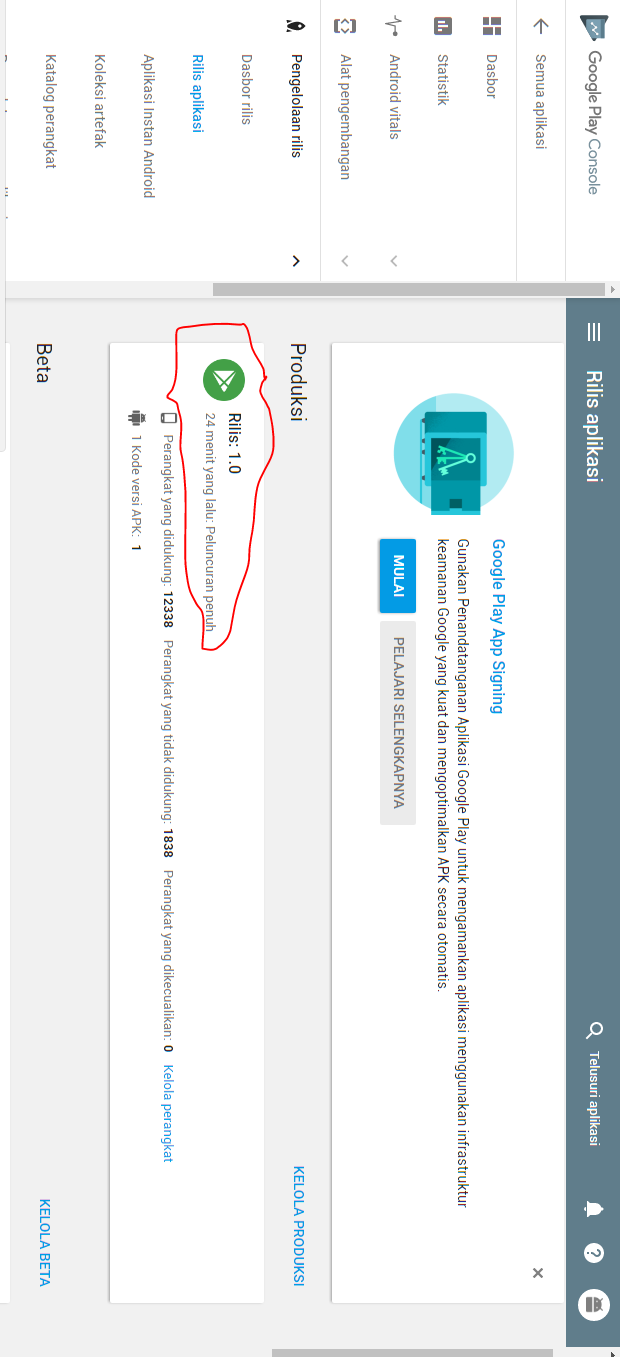 Google Play Console
Semua aplikasi
Dasbor
Statistik
Android vitals
Alat pengembangan
Pengelolaan rilis
Dasbor rilis
Rilis aplikasi
Aplikasi Instan Android
Koleksi artefak
Katalog perangkat
Rilis aplikasi
Telusuri aplikasi
Google Play App Signing
Gunakan Penandatanganan Aplikasi Google Play untuk mengamankan aplikasi menggunakan infrastruktur
keamanan Google yang kuat dan mengoptimalkan APK secara otomatis.
MULAI PELAJARI SELENGKAPNYA
Produksi KELOLA PRODUKSI
Rilis: 1.0
24 menit yang lalu: Peluncuran penuh
Perangkat yang didukung: 12338 Perangkat yang tidak didukung: 1838 Perangkat yang dikecualikan: 0 Kelola perangkat
1 Kode versi APK: 1
Beta KELOLA BETA